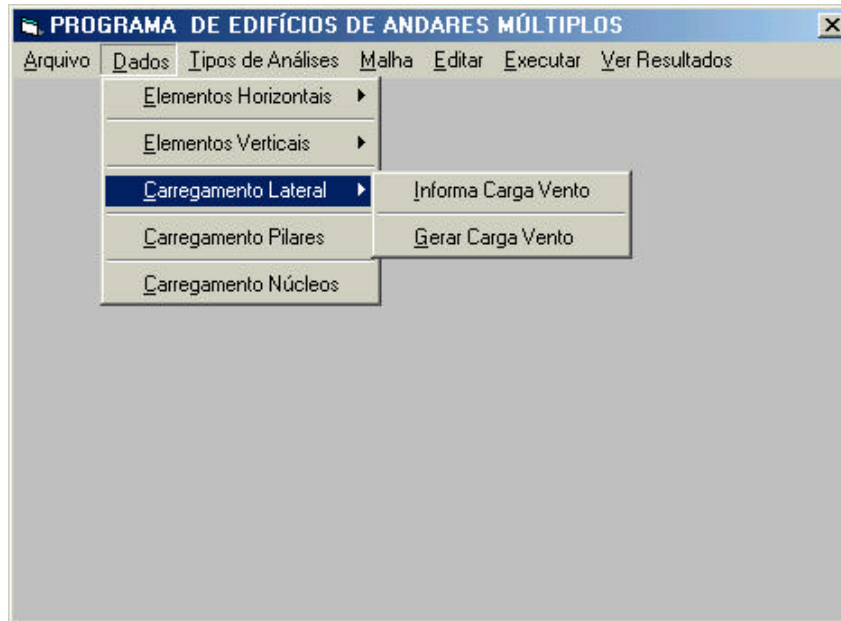 PROGRAMA DE EDIFÍCIOS DE ANDARES MÚLTIPLOS
Arquivo Dados Tipos de Análises Malha Editar Executar Ver Resultados
Elementos Horizontais
Elementos Verticais
Carregamento Lateral
Informa Carga Vento
Carregamento Pilares
Gerar Carga Vento
Carregamento Núcleos